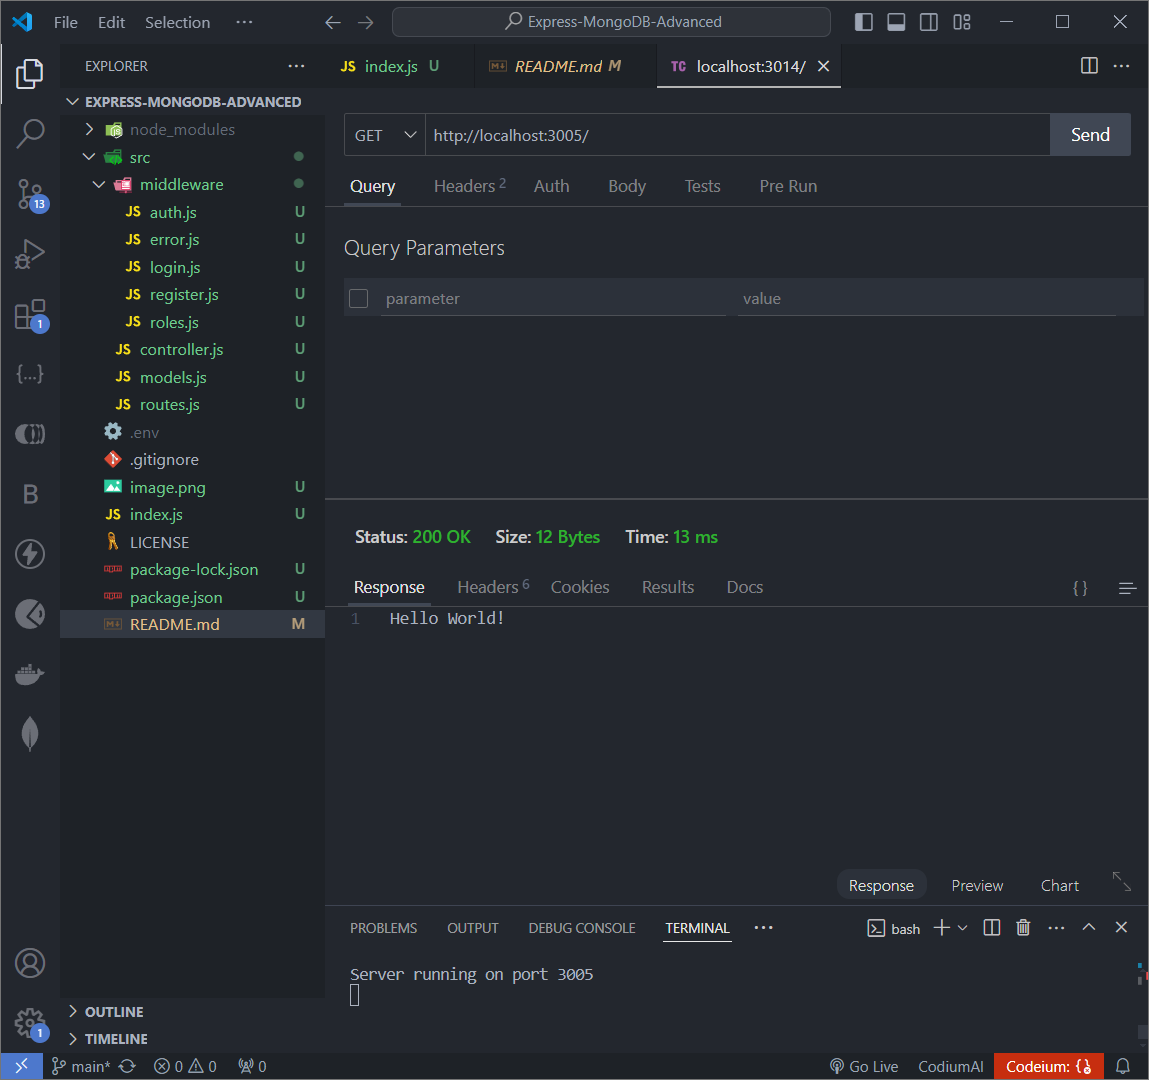 File Edit Selection ··· Express-MongoDB-Advanced
EXPLORER ···
EXPRESS-MONGODB-ADVANCED
node_modules
src
middleware
JS auth.js U
JS error.js U
JS login.js U
JS register.js U
JS roles.js U
JS controller.js U
JS models.js U
JS routes.js U
.env
.gitignore
image.png U
JS index.js U
LICENSE
package-lock.json U
package.json U
README.md M
OUTLINE
TIMELINE
13
1
{...}
B
1
JS index.js U README.md M TC localhost:3014/
GET http://localhost:3005/ Send
Query Headers 2 Auth Body Tests Pre Run
Query Parameters
parameter value
Status: 200 OK Size: 12 Bytes Time: 13 ms
Response Headers 6 Cookies Results Docs { }
1 Hello World!
Response Preview Chart
PROBLEMS OUTPUT DEBUG CONSOLE TERMINAL ··· bash ···
Server running on port 3005
main* 0 0 0 Go Live CodiumAI Codeium: {}